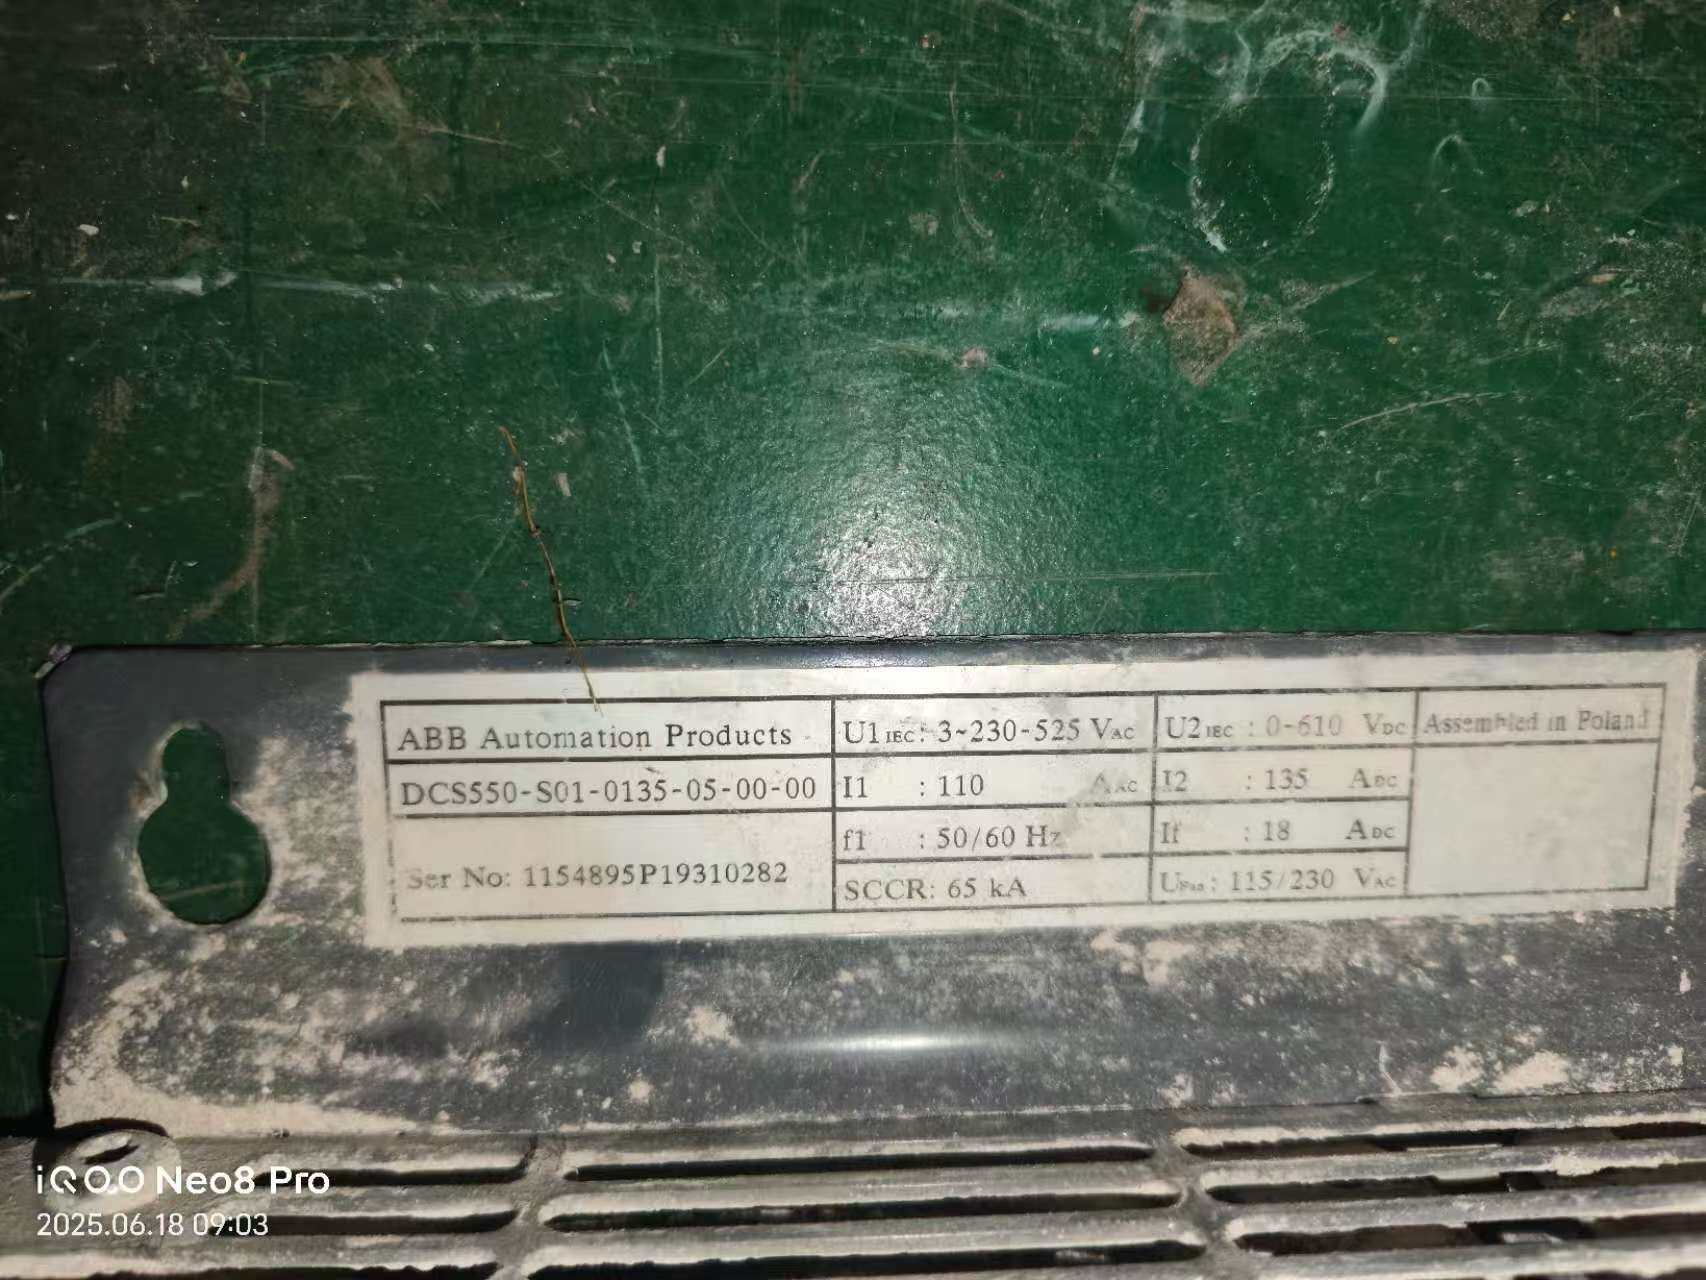 ABB Automation Products
U1IEC: 3~230-525 VAC
U2IEC : 0-610 VDC
Assembled in Poland
DCS550-S01-0135-05-00-00
I1 : 110 AAC
I2 : 135 ADC
f1 : 50/60 Hz
If : 18 ADC
Ser No: 1154895P19310282
SCCR: 65 kA
UFan : 115/230 VAC
iQOO Neo8 Pro
2025.06.18 09:03